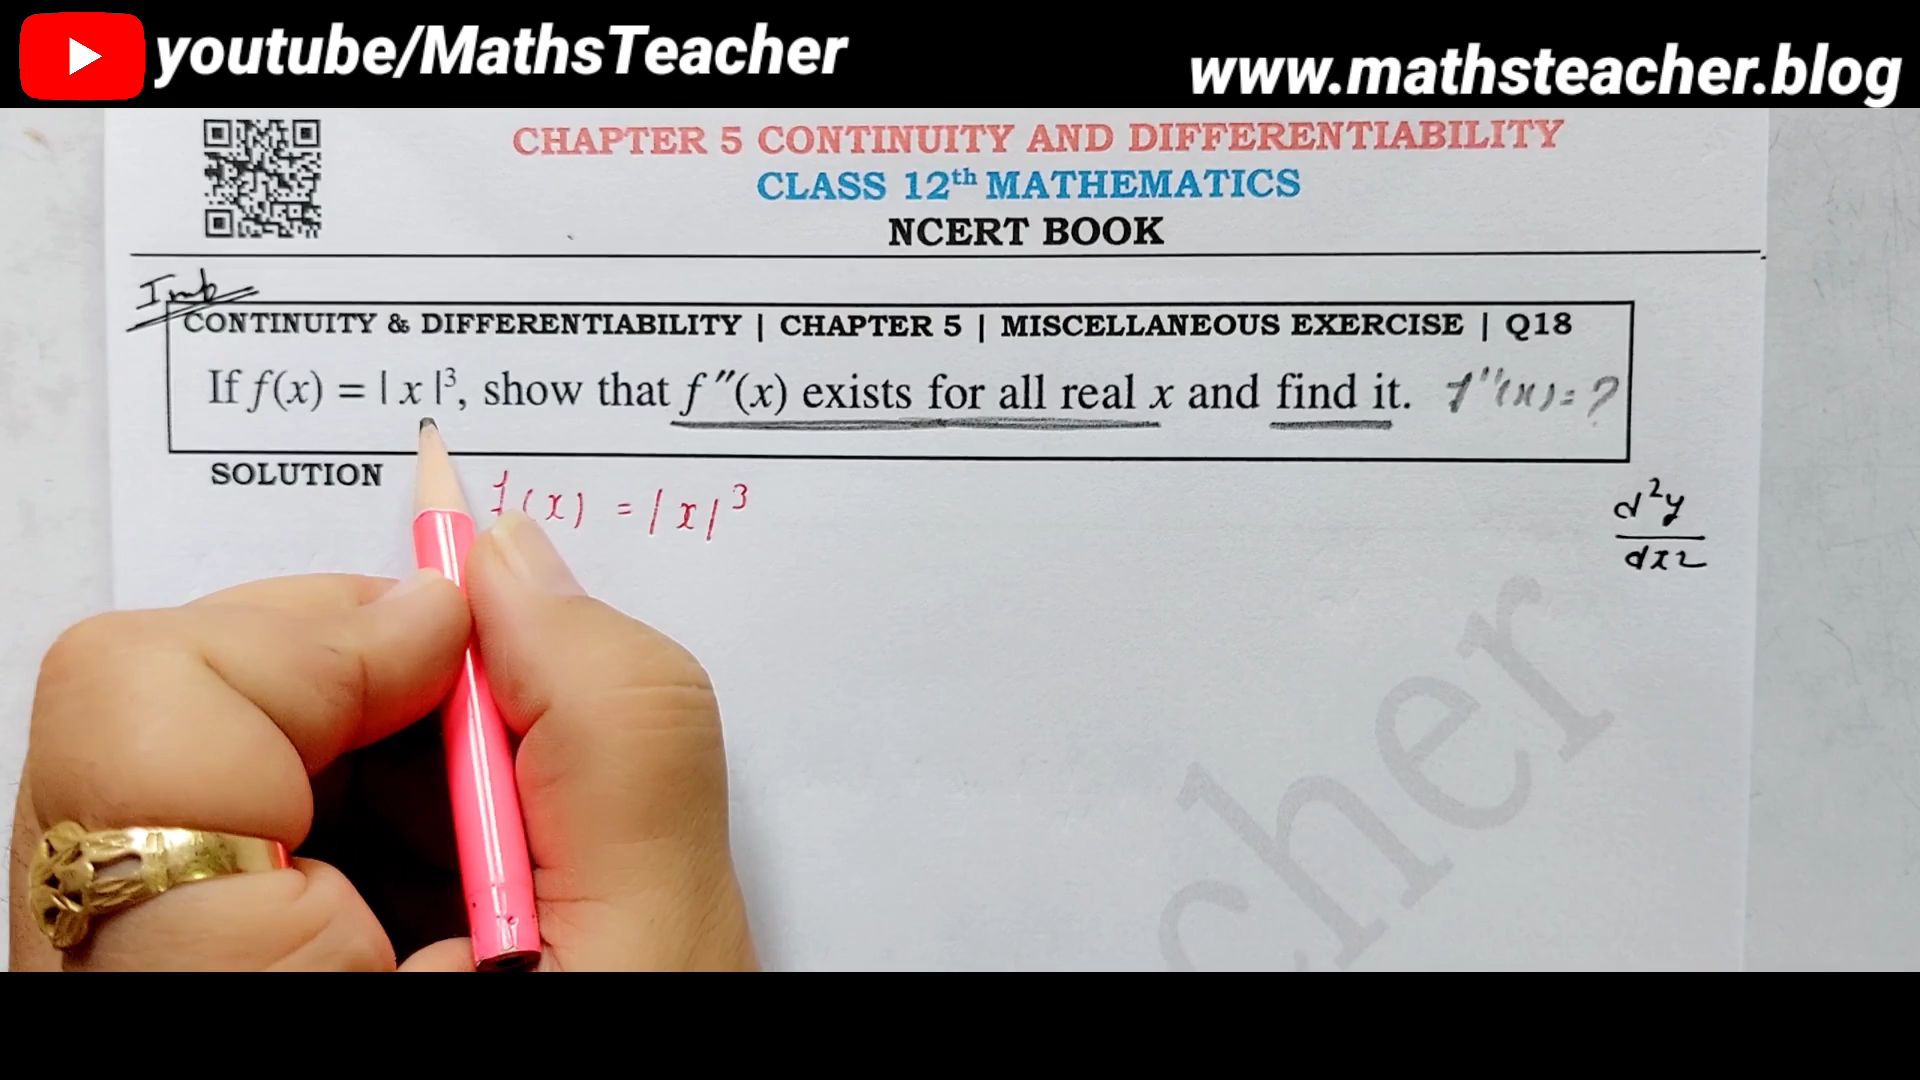 youtube/MathsTeacher
www.mathsteacher.blog
CHAPTER 5 CONTINUITY AND DIFFERENTIABILITY
CLASS 12th MATHEMATICS
NCERT BOOK
Imp
CONTINUITY & DIFFERENTIABILITY | CHAPTER 5 | MISCELLANEOUS EXERCISE | Q18
If f(x) = | x |³, show that f ″(x) exists for all real x and find it. f''(x)=?
SOLUTION
f(x) = |x|³
d²y
dx2
cher